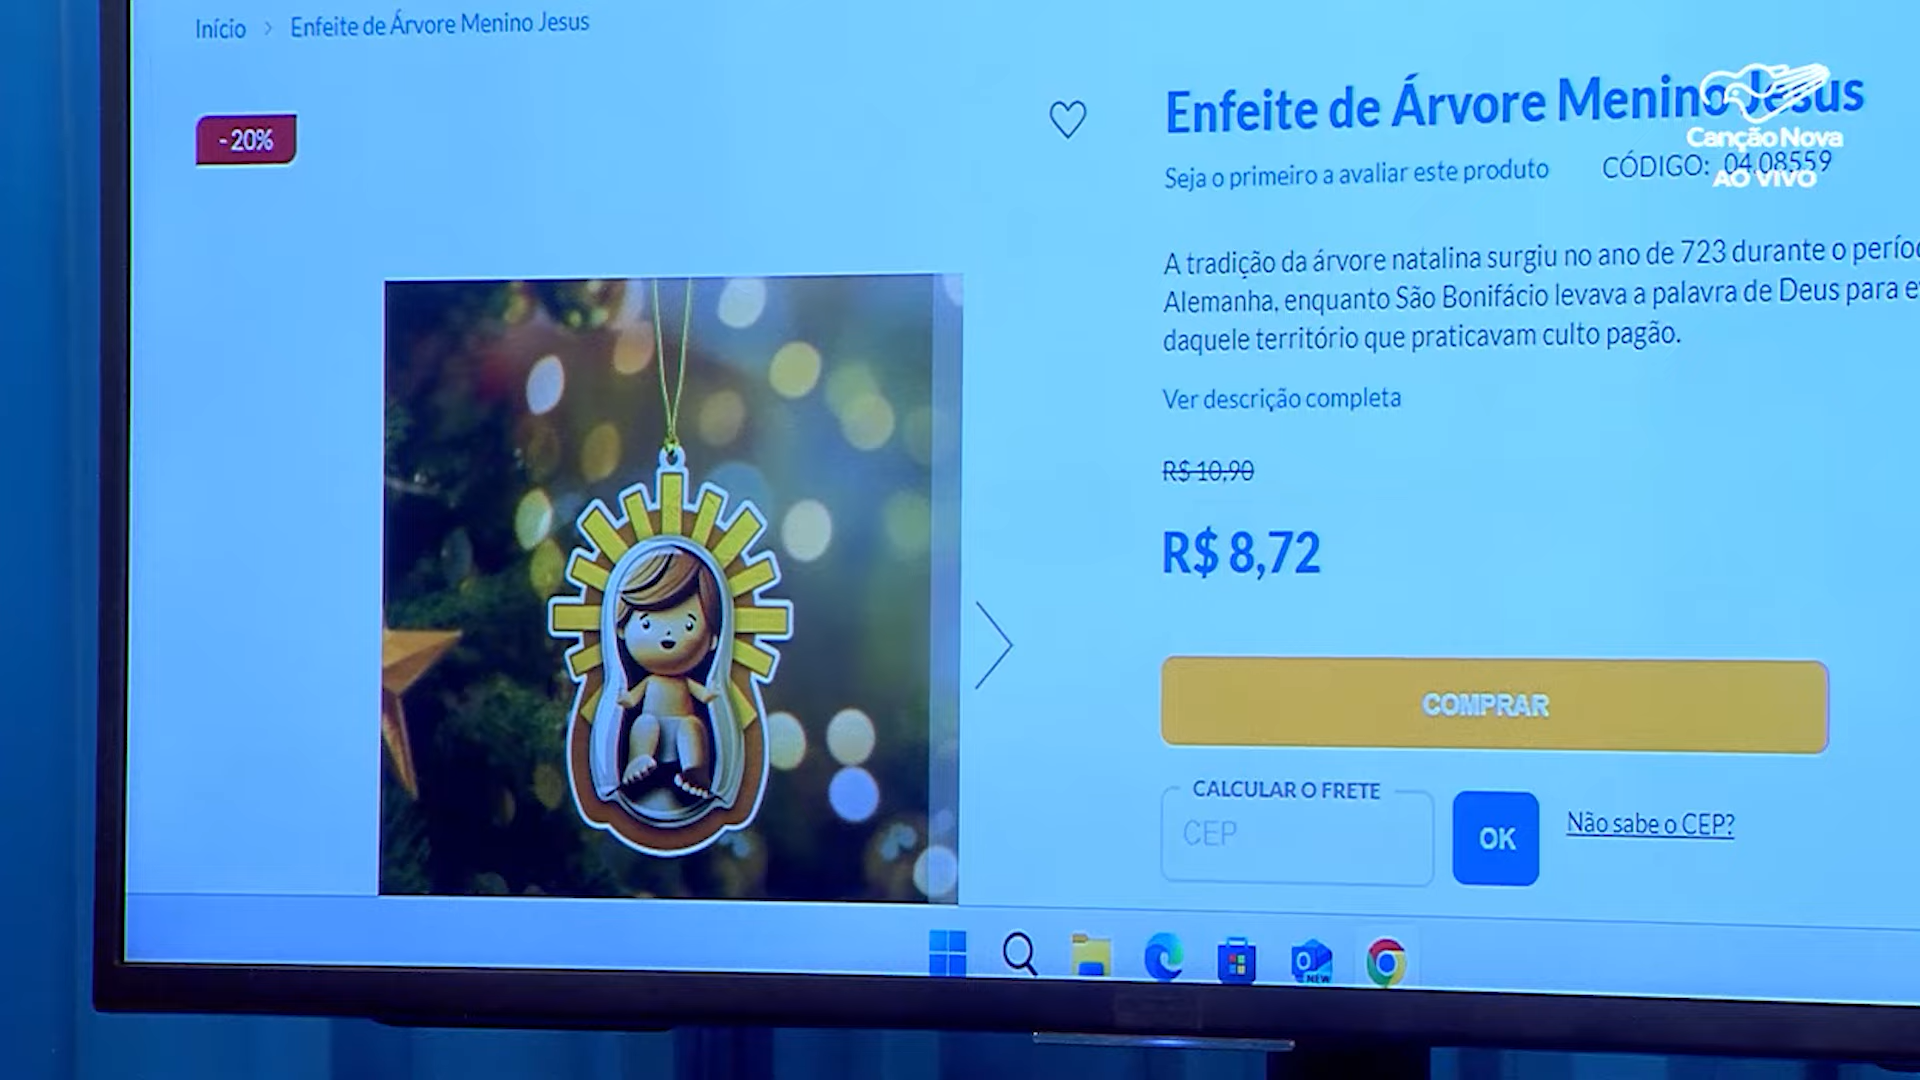 Início > Enfeite de Árvore Menino Jesus
- 20%
Enfeite de Árvore Menino Jesus
Canção Nova
AO VIVO
Seja o primeiro a avaliar este produto CÓDIGO: 04.08559
A tradição da árvore natalina surgiu no ano de 723 durante o
Alemanha, enquanto São Bonifácio levava a palavra de Deus para
daquele território que praticavam culto pagão.
Ver descrição completa
R$ 10,90
R$ 8,72
COMPRAR
CALCULAR O FRETE
CEP
OK
Não sabe o CEP?
NEW